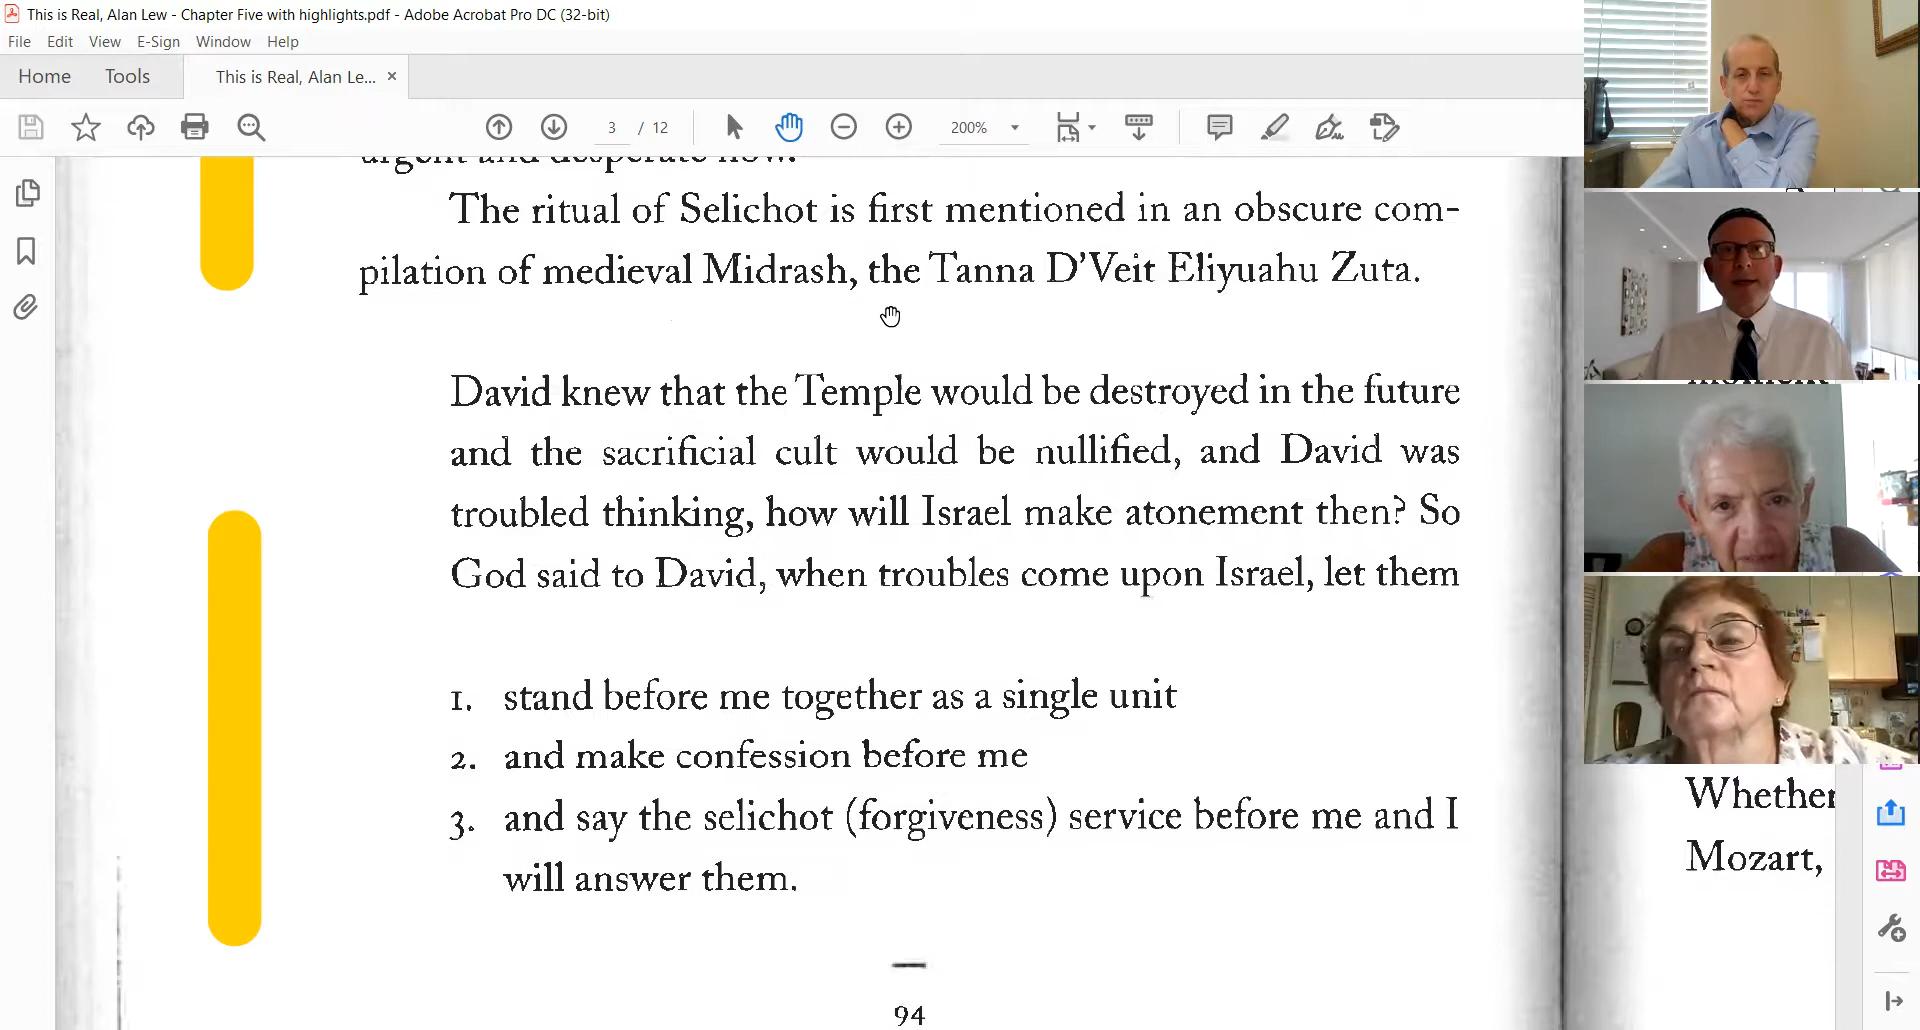 This is Real, Alan Lew - Chapter Five with highlights.pdf - Adobe Acrobat Pro DC (32-bit)
File Edit View E-Sign Window Help
Home Tools This is Real, Alan Le... ×
3 / 12 200%
urgent and desperate now.
The ritual of Selichot is first mentioned in an obscure com-
pilation of medieval Midrash, the Tanna D'Veit Eliyuahu Zuta.
David knew that the Temple would be destroyed in the future
and the sacrificial cult would be nullified, and David was
troubled thinking, how will Israel make atonement then? So
God said to David, when troubles come upon Israel, let them
1. stand before me together as a single unit
2. and make confession before me
3. and say the selichot (forgiveness) service before me and I
will answer them.
94
Whether
Mozart,